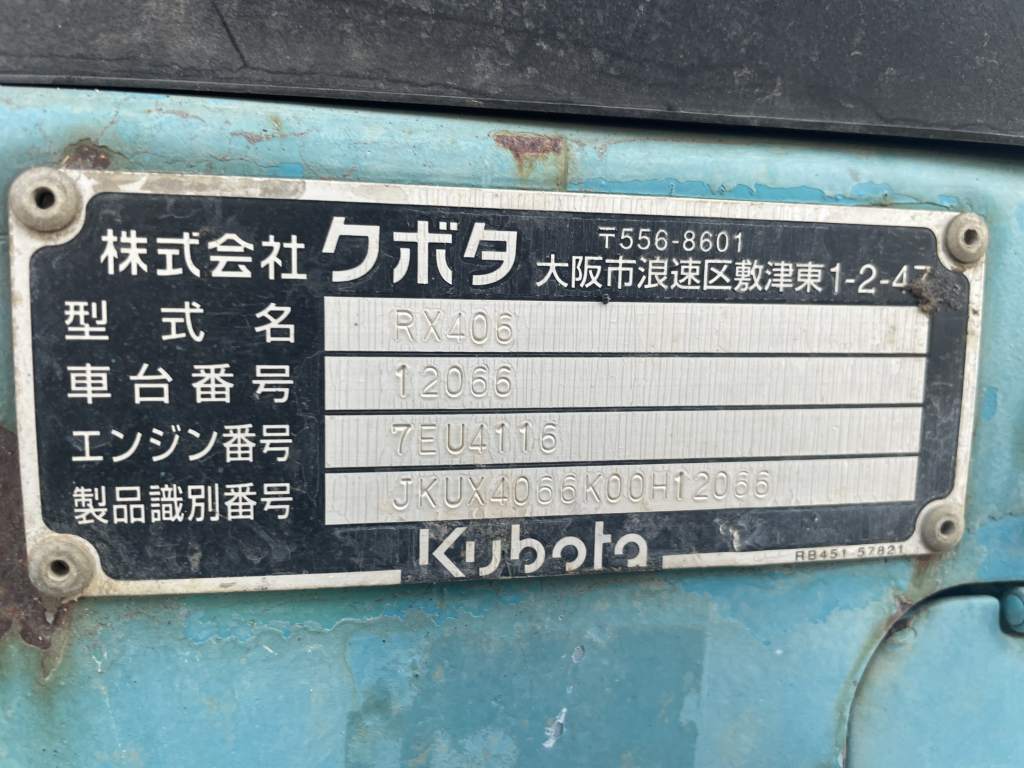 株式会社 クボタ 〒556-8601
大阪市浪速区敷津東1-2-47
型式名 RX406
車台番号 12066
エンジン番号 7EU4116
製品識別番号 JKUX4066K00H12066
Kubota
RB451 57821